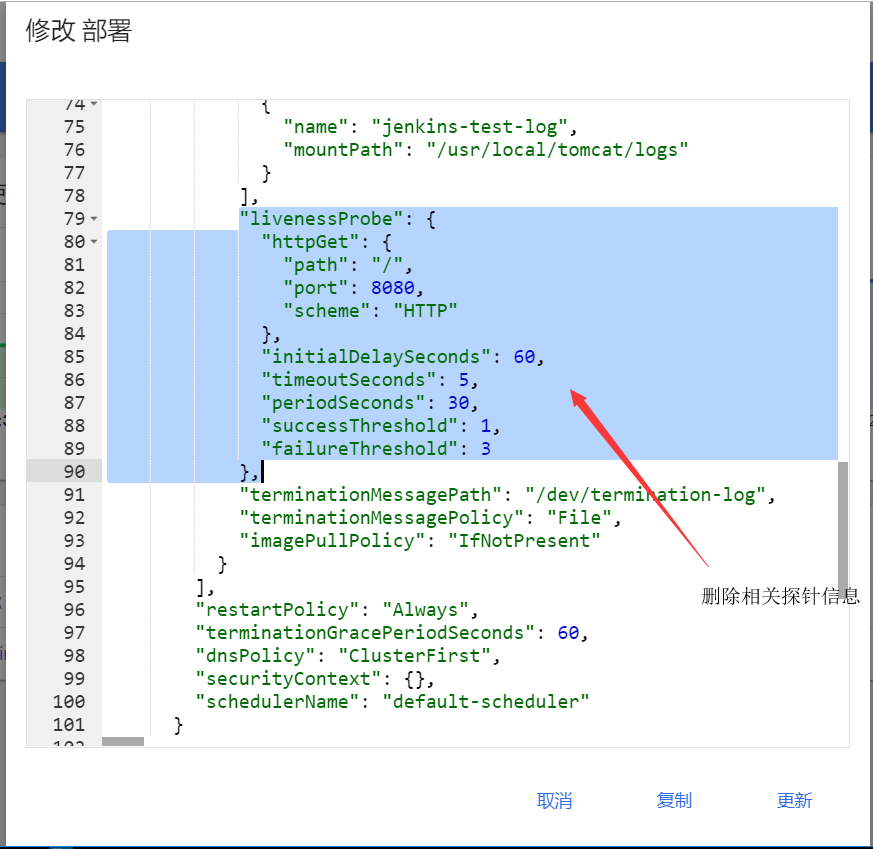 修改 部署
74 {
75 "name": "jenkins-test-log",
76 "mountPath": "/usr/local/tomcat/logs"
77 }
78 ],
79 "livenessProbe": {
80 "httpGet": {
81 "path": "/",
82 "port": 8080,
83 "scheme": "HTTP"
84 },
85 "initialDelaySeconds": 60,
86 "timeoutSeconds": 5,
87 "periodSeconds": 30,
88 "successThreshold": 1,
89 "failureThreshold": 3
90 },
91 "terminationMessagePath": "/dev/termination-log",
92 "terminationMessagePolicy": "File",
93 "imagePullPolicy": "IfNotPresent"
94 }
95 ],
删除相关探针信息
96 "restartPolicy": "Always",
97 "terminationGracePeriodSeconds": 60,
98 "dnsPolicy": "ClusterFirst",
99 "securityContext": {},
100 "schedulerName": "default-scheduler"
101 }
取消 复制 更新